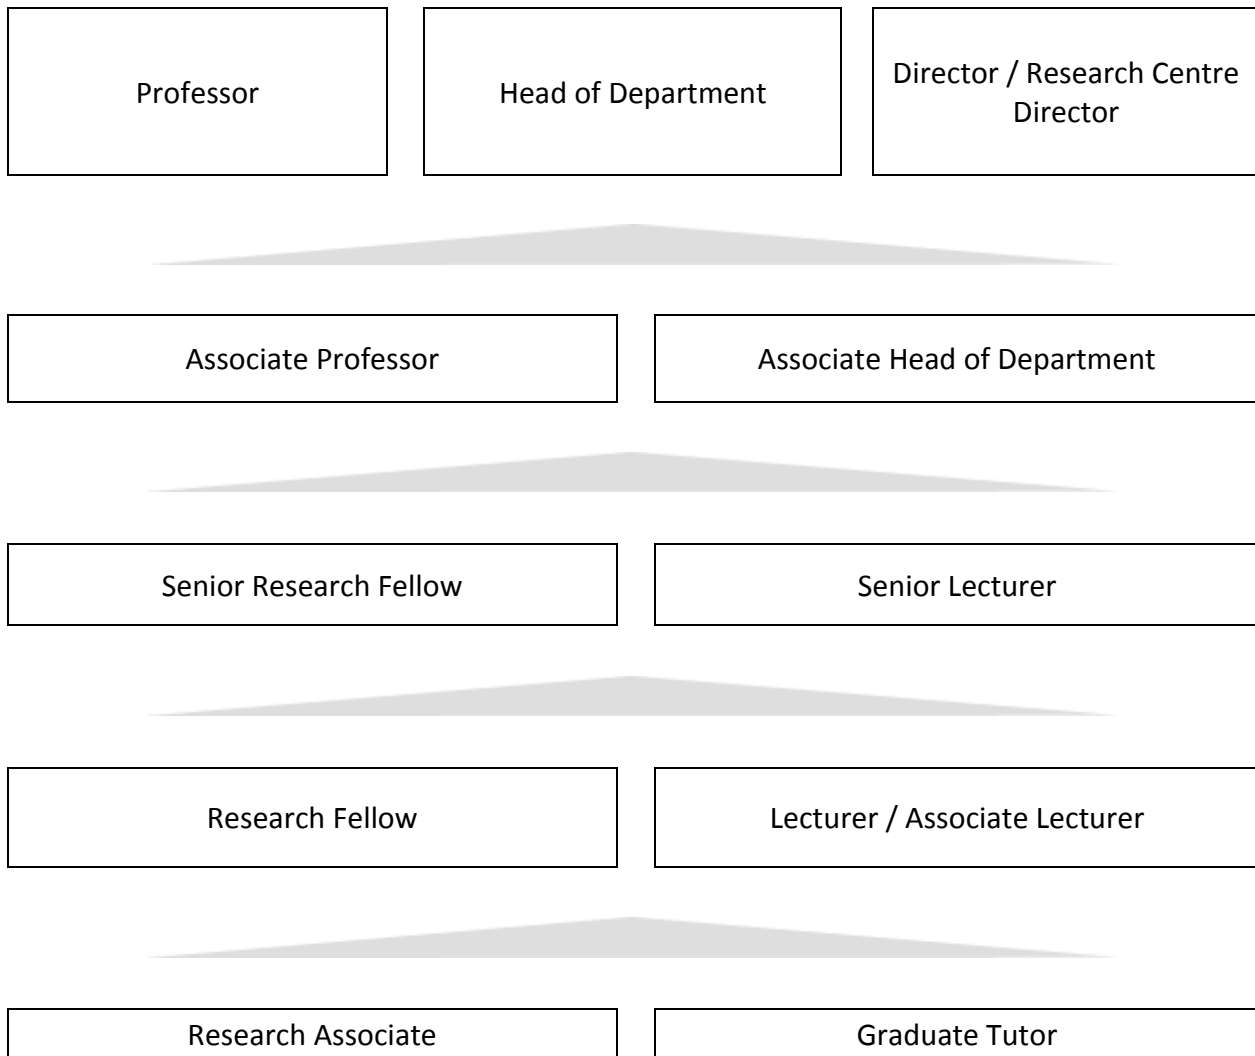 Professor
Head of Department
Director / Research Centre
Director
Associate Professor
Associate Head of Department
Senior Research Fellow
Senior Lecturer
Research Fellow
Lecturer / Associate Lecturer
Research Associate
Graduate Tutor